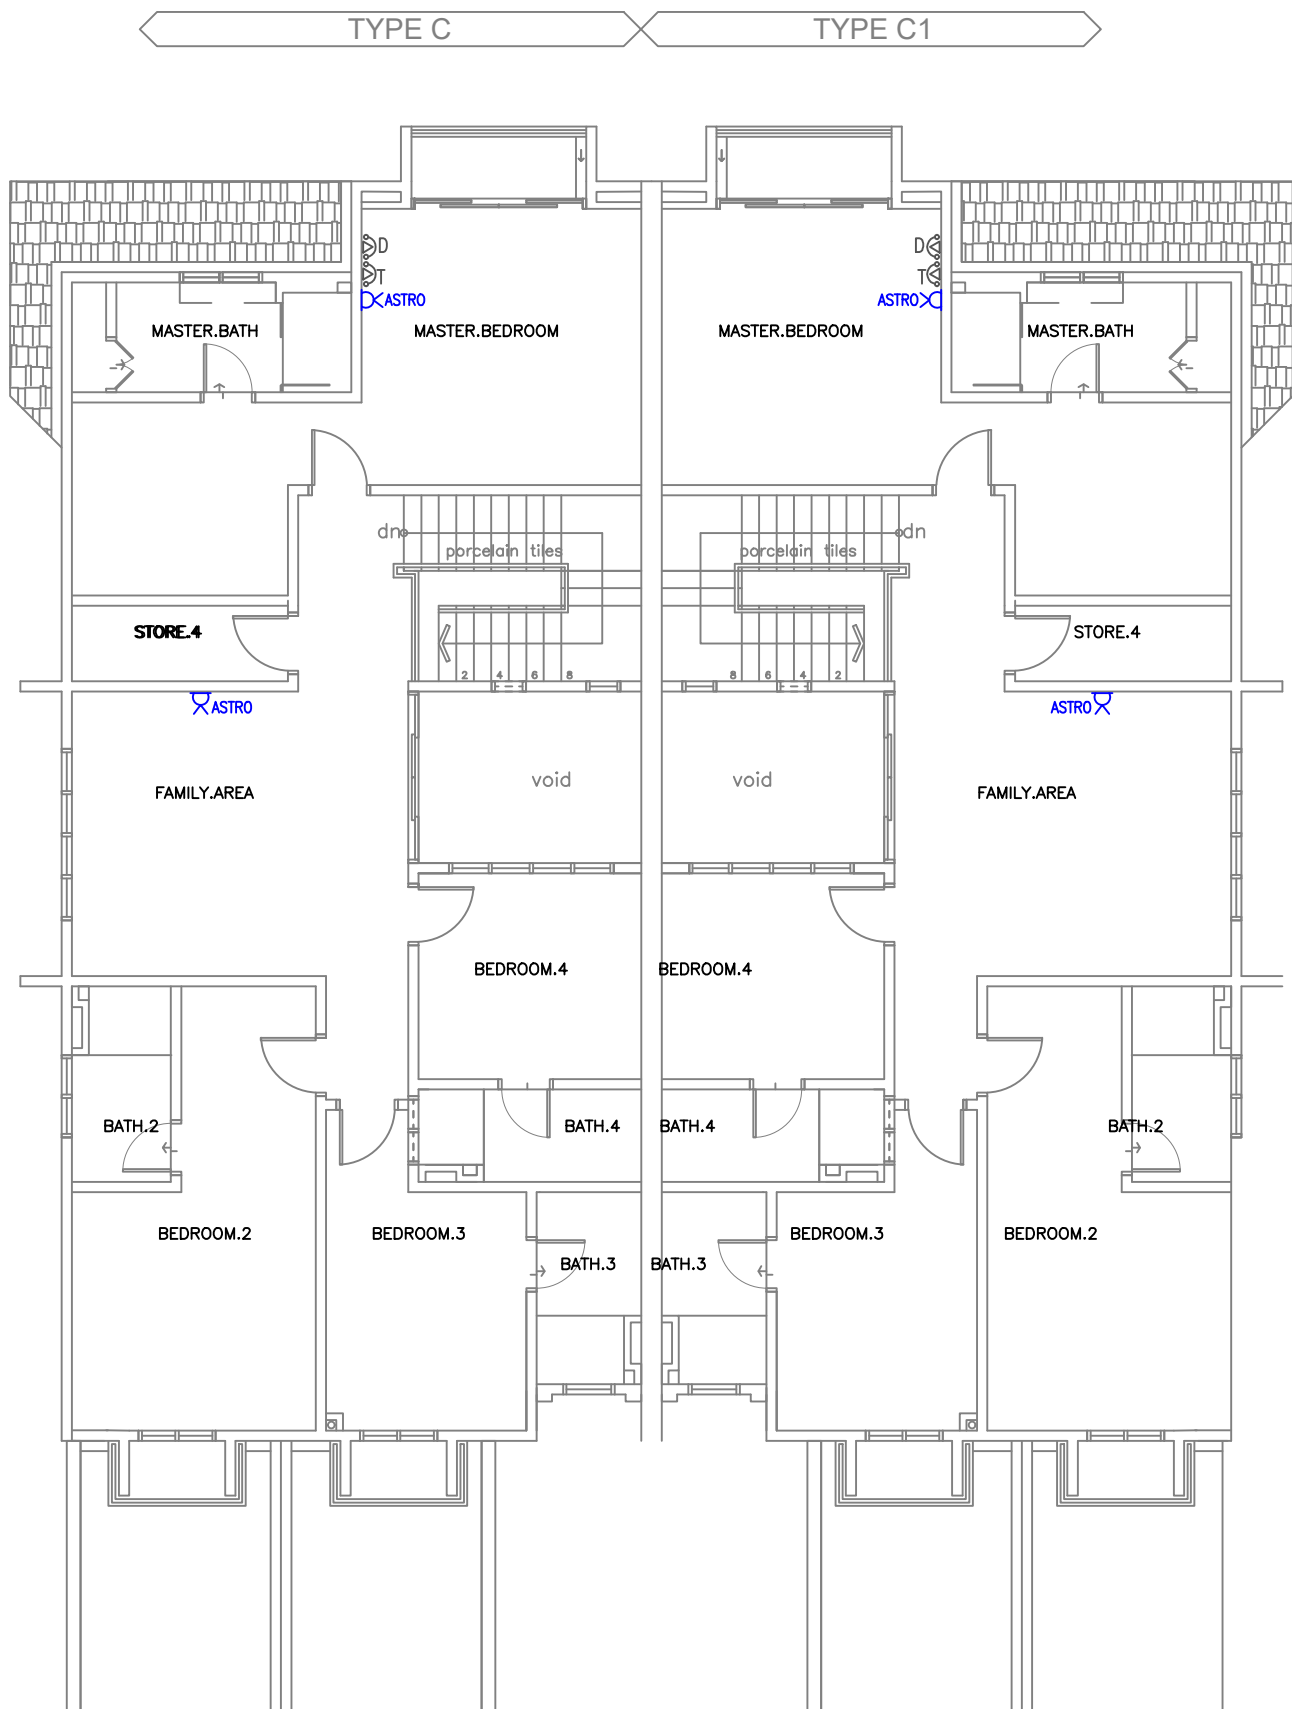 TYPE C TYPE C1
D D
T T
ASTRO ASTRO
MASTER.BATH MASTER.BEDROOM MASTER.BEDROOM MASTER.BATH
dn dn
porcelain tiles porcelain tiles
STORE.4 STORE.4
2 4 6 8 8 6 4 2
ASTRO ASTRO
void void
FAMILY.AREA FAMILY.AREA
BEDROOM.4 BEDROOM.4
BATH.2 BATH.4 BATH.4 BATH.2
BEDROOM.2 BEDROOM.3 BEDROOM.3 BEDROOM.2
BATH.3 BATH.3